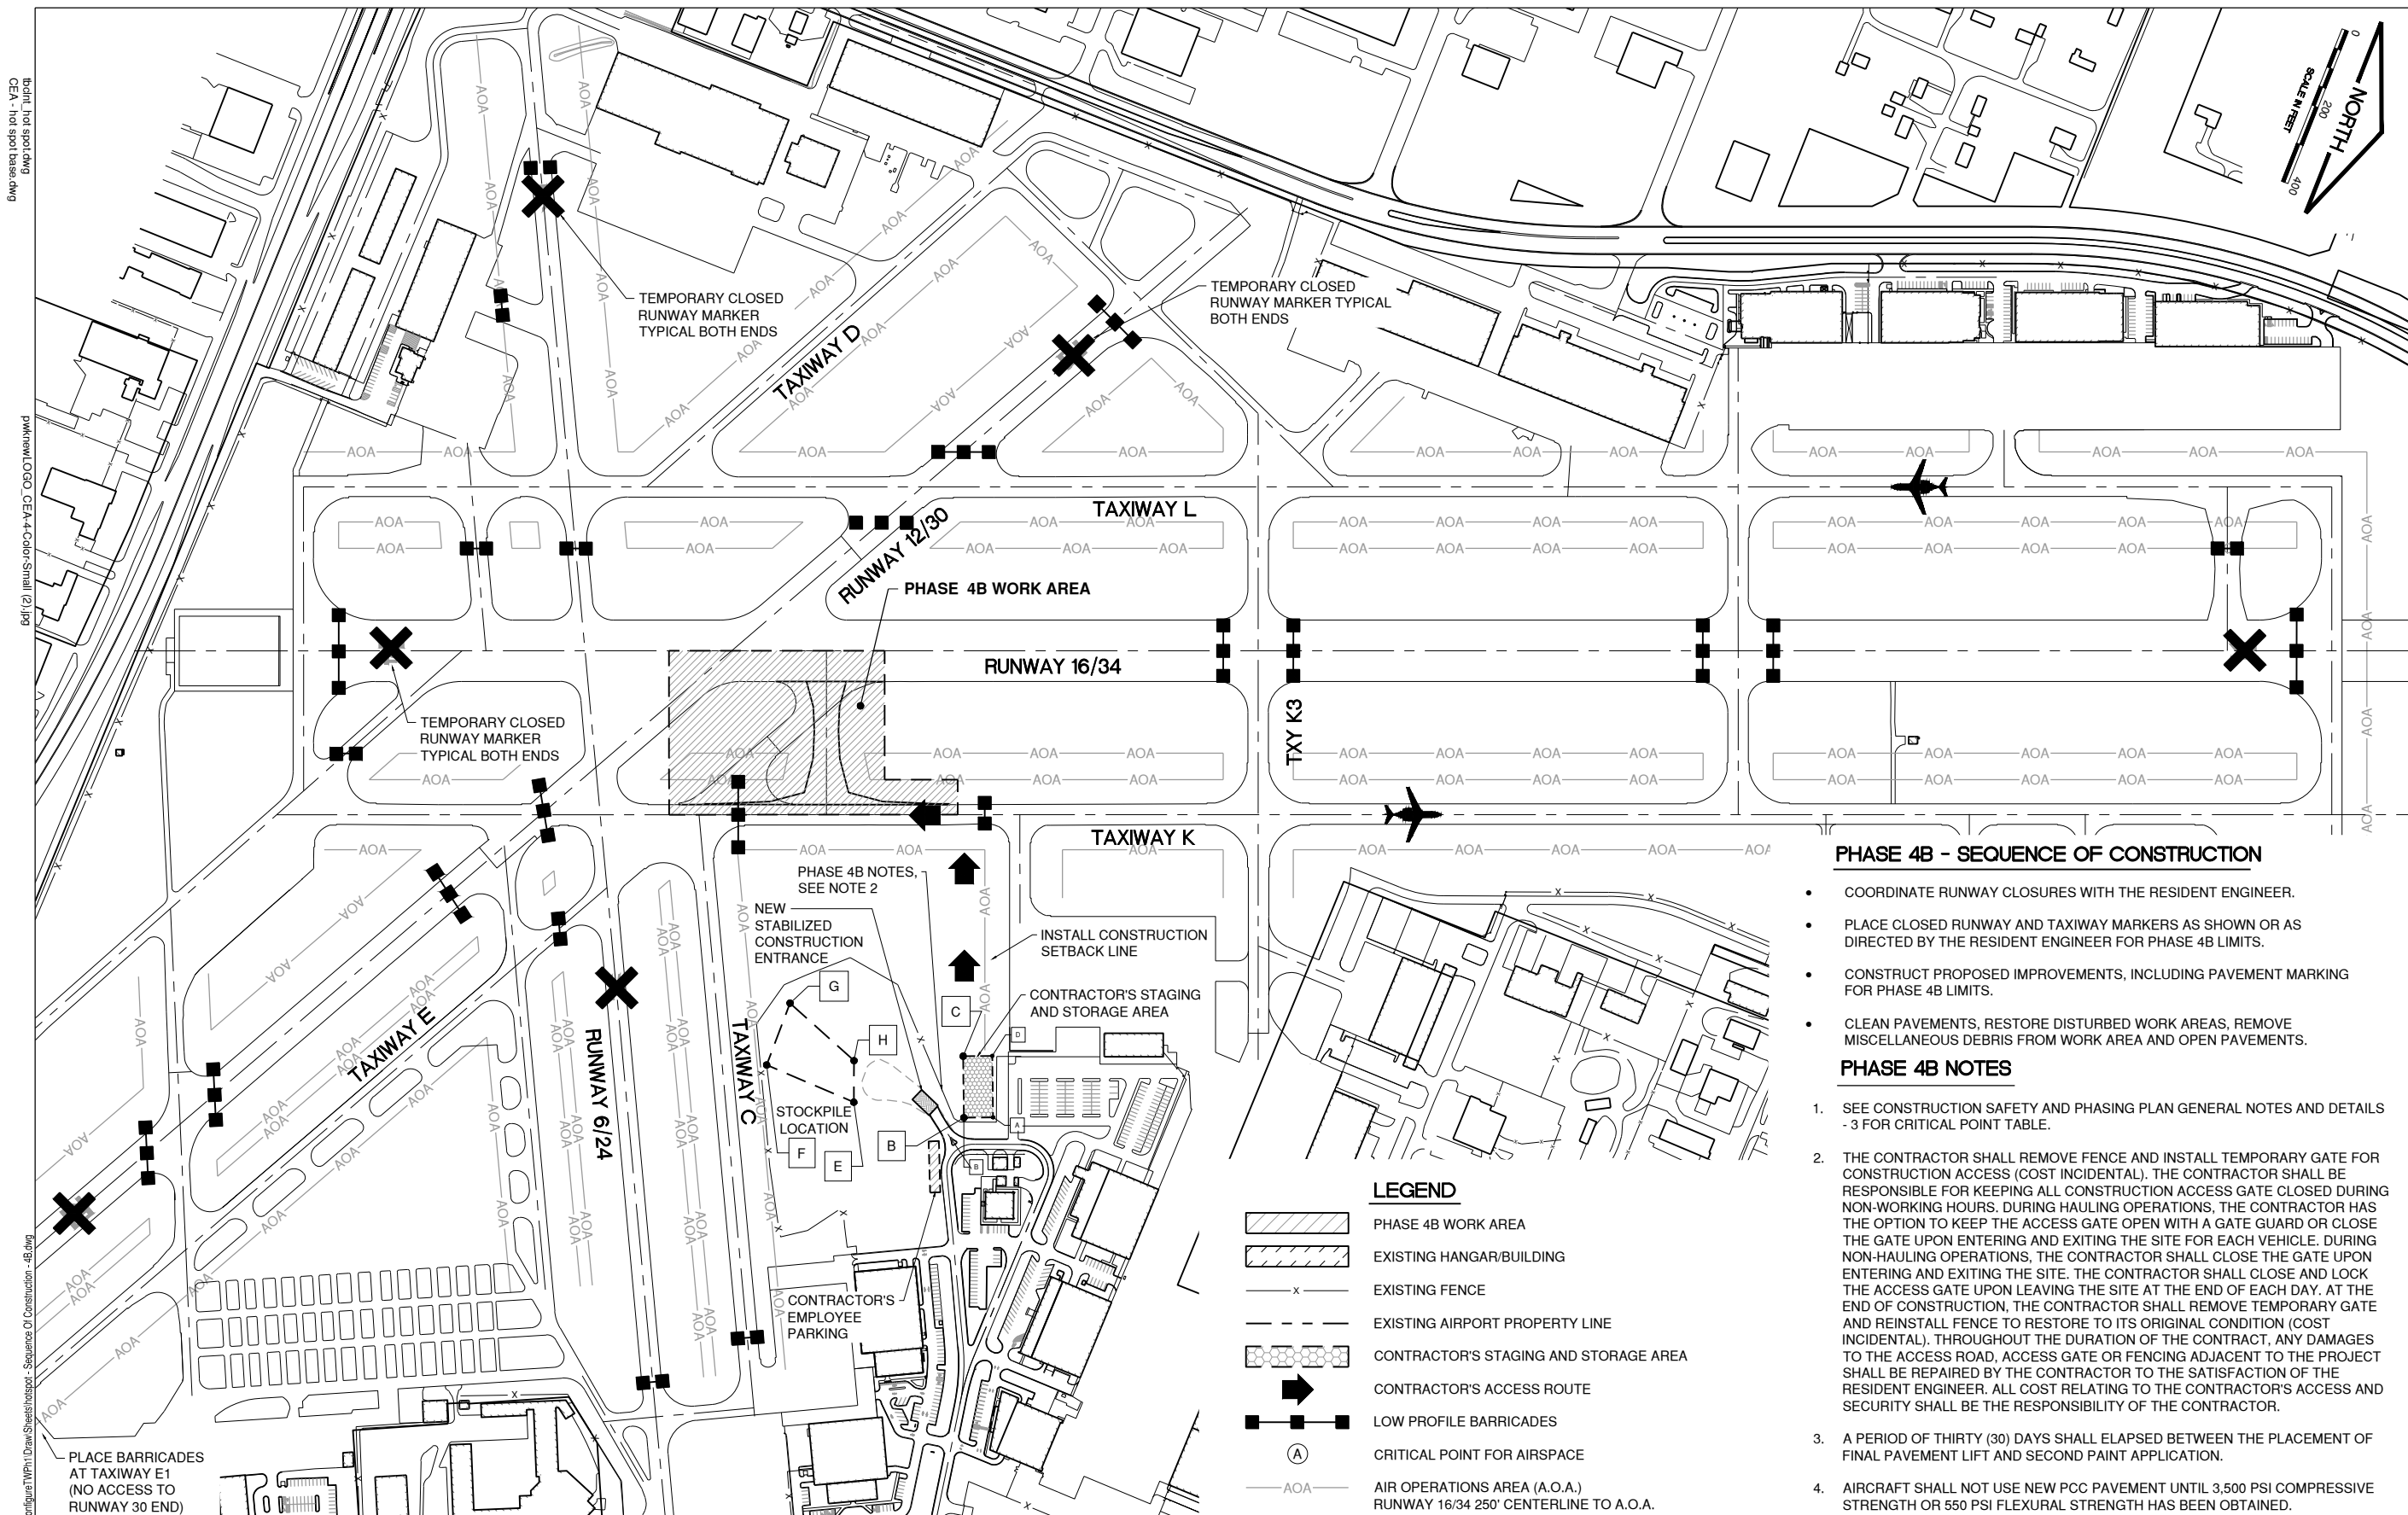 tbdint_hot spot.dwg
CEA - hot spot base.dwg
pwknewLOGO_CEA-4-Color-Small (2).jpg
Sequence Of Construction - 4B.dwg
NORTH
0
200
400
SCALE IN FEET
TEMPORARY CLOSED
RUNWAY MARKER
TYPICAL BOTH ENDS
TAXIWAY D
TEMPORARY CLOSED
RUNWAY MARKER TYPICAL
BOTH ENDS
TAXIWAY L
RUNWAY 12/30
PHASE 4B WORK AREA
RUNWAY 16/34
TEMPORARY CLOSED
RUNWAY MARKER
TYPICAL BOTH ENDS
TXY K3
TAXIWAY K
PHASE 4B NOTES,
SEE NOTE 2
NEW
STABILIZED
CONSTRUCTION
ENTRANCE
INSTALL CONSTRUCTION
SETBACK LINE
CONTRACTOR'S STAGING
AND STORAGE AREA
G
C
D
H
TAXIWAY E
RUNWAY 6/24
TAXIWAY C
STOCKPILE
LOCATION
A
B
F
E
B
CONTRACTOR'S
EMPLOYEE
PARKING
PLACE BARRICADES
AT TAXIWAY E1
(NO ACCESS TO
RUNWAY 30 END)
AOA
LEGEND
PHASE 4B WORK AREA
EXISTING HANGAR/BUILDING
x
EXISTING FENCE
EXISTING AIRPORT PROPERTY LINE
CONTRACTOR'S STAGING AND STORAGE AREA
CONTRACTOR'S ACCESS ROUTE
LOW PROFILE BARRICADES
A
CRITICAL POINT FOR AIRSPACE
AOA
AIR OPERATIONS AREA (A.O.A.)
RUNWAY 16/34 250' CENTERLINE TO A.O.A.
PHASE 4B - SEQUENCE OF CONSTRUCTION
• COORDINATE RUNWAY CLOSURES WITH THE RESIDENT ENGINEER.
• PLACE CLOSED RUNWAY AND TAXIWAY MARKERS AS SHOWN OR AS
DIRECTED BY THE RESIDENT ENGINEER FOR PHASE 4B LIMITS.
• CONSTRUCT PROPOSED IMPROVEMENTS, INCLUDING PAVEMENT MARKING
FOR PHASE 4B LIMITS.
• CLEAN PAVEMENTS, RESTORE DISTURBED WORK AREAS, REMOVE
MISCELLANEOUS DEBRIS FROM WORK AREA AND OPEN PAVEMENTS.
PHASE 4B NOTES
1. SEE CONSTRUCTION SAFETY AND PHASING PLAN GENERAL NOTES AND DETAILS
- 3 FOR CRITICAL POINT TABLE.
2. THE CONTRACTOR SHALL REMOVE FENCE AND INSTALL TEMPORARY GATE FOR
CONSTRUCTION ACCESS (COST INCIDENTAL). THE CONTRACTOR SHALL BE
RESPONSIBLE FOR KEEPING ALL CONSTRUCTION ACCESS GATE CLOSED DURING
NON-WORKING HOURS. DURING HAULING OPERATIONS, THE CONTRACTOR HAS
THE OPTION TO KEEP THE ACCESS GATE OPEN WITH A GATE GUARD OR CLOSE
THE GATE UPON ENTERING AND EXITING THE SITE FOR EACH VEHICLE. DURING
NON-HAULING OPERATIONS, THE CONTRACTOR SHALL CLOSE THE GATE UPON
ENTERING AND EXITING THE SITE. THE CONTRACTOR SHALL CLOSE AND LOCK
THE ACCESS GATE UPON LEAVING THE SITE AT THE END OF EACH DAY. AT THE
END OF CONSTRUCTION, THE CONTRACTOR SHALL REMOVE TEMPORARY GATE
AND REINSTALL FENCE TO RESTORE TO ITS ORIGINAL CONDITION (COST
INCIDENTAL). THROUGHOUT THE DURATION OF THE CONTRACT, ANY DAMAGES
TO THE ACCESS ROAD, ACCESS GATE OR FENCING ADJACENT TO THE PROJECT
SHALL BE REPAIRED BY THE CONTRACTOR TO THE SATISFACTION OF THE
RESIDENT ENGINEER. ALL COST RELATING TO THE CONTRACTOR'S ACCESS AND
SECURITY SHALL BE THE RESPONSIBILITY OF THE CONTRACTOR.
3. A PERIOD OF THIRTY (30) DAYS SHALL ELAPSED BETWEEN THE PLACEMENT OF
FINAL PAVEMENT LIFT AND SECOND PAINT APPLICATION.
4. AIRCRAFT SHALL NOT USE NEW PCC PAVEMENT UNTIL 3,500 PSI COMPRESSIVE
STRENGTH OR 550 PSI FLEXURAL STRENGTH HAS BEEN OBTAINED.